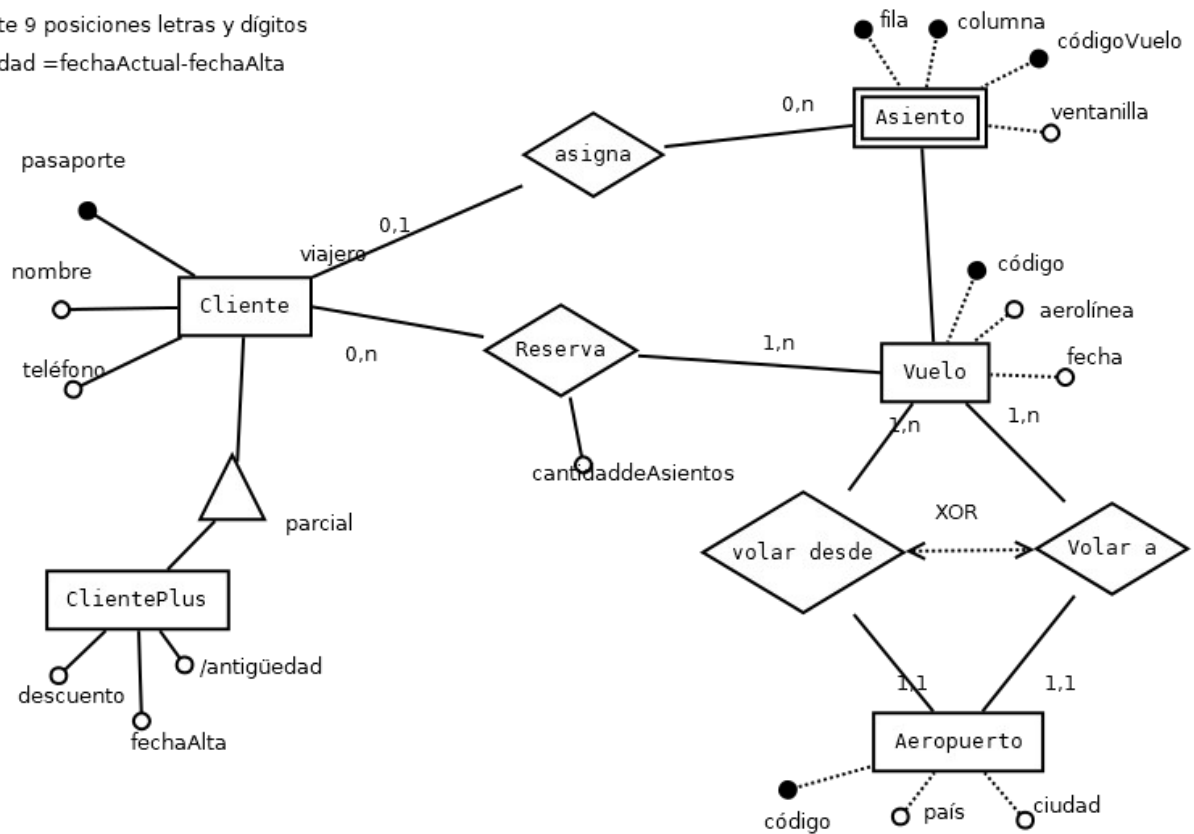 te 9 posiciones letras y dígitos
dad =fechaActual-fechaAlta
fila
columna
códigoVuelo
ventanilla
Asiento
0,n
asigna
0,1
viajero
pasaporte
nombre
teléfono
Cliente
0,n
Reserva
1,n
cantidaddeAsientos
código
aerolínea
fecha
Vuelo
1,n
1,n
XOR
volar desde
Volar a
1,1
1,1
Aeropuerto
código
país
ciudad
parcial
ClientePlus
/antigüedad
descuento
fechaAlta